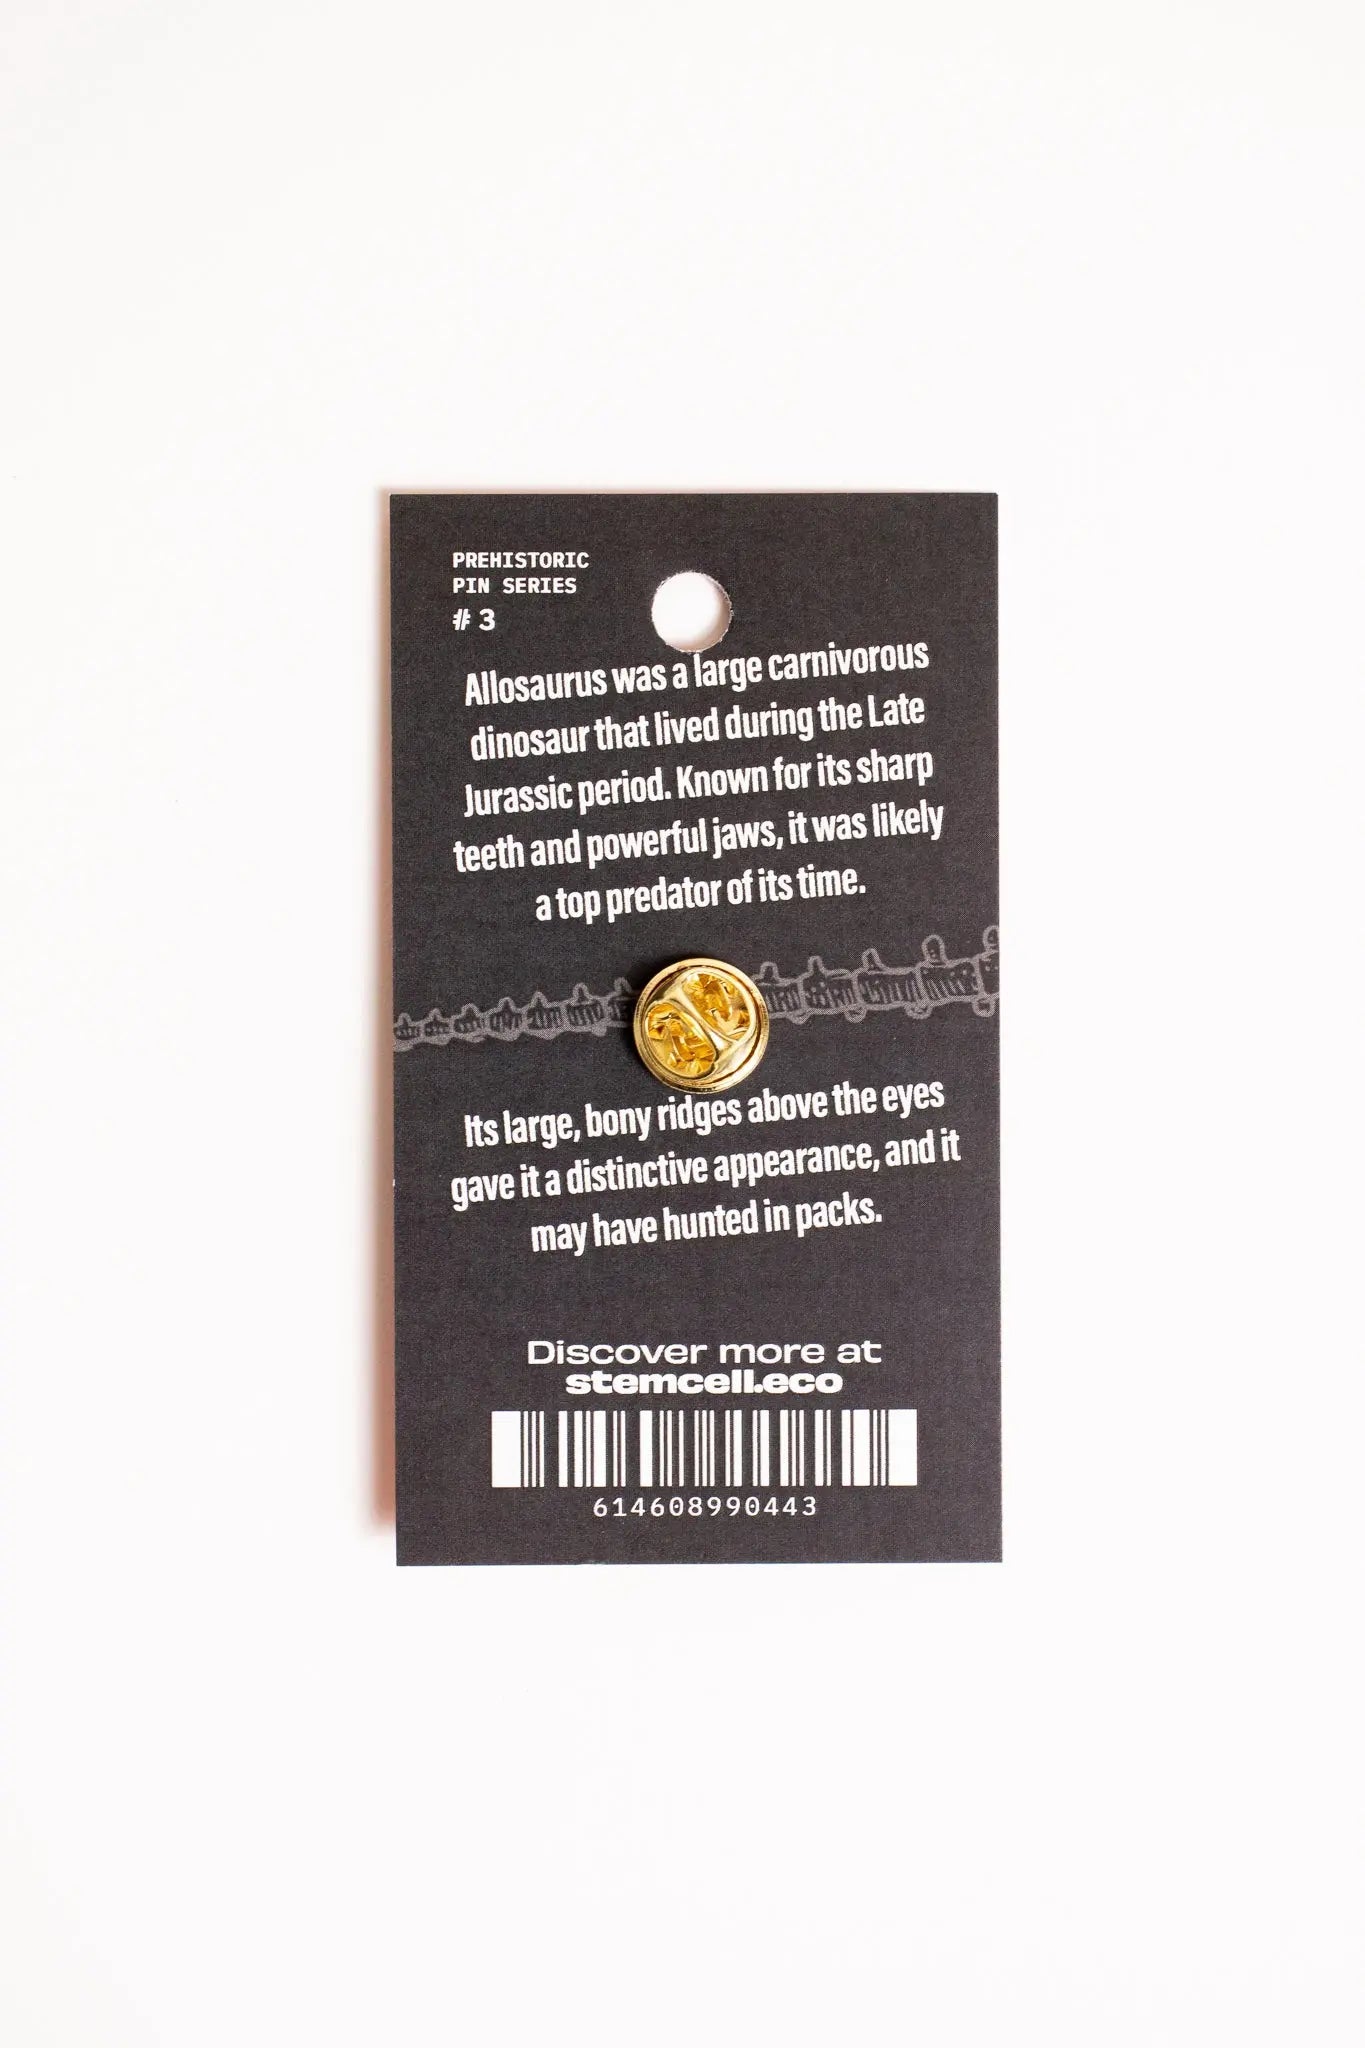 PREHISTORIC
PIN SERIES
# 3
Allosaurus was a large carnivorous
dinosaur that lived during the Late
Jurassic period. Known for its sharp
teeth and powerful jaws, it was likely
a top predator of its time.
Its large, bony ridges above the eyes
gave it a distinctive appearance, and it
may have hunted in packs.
Discover more at
stemcell.eco
614608990443